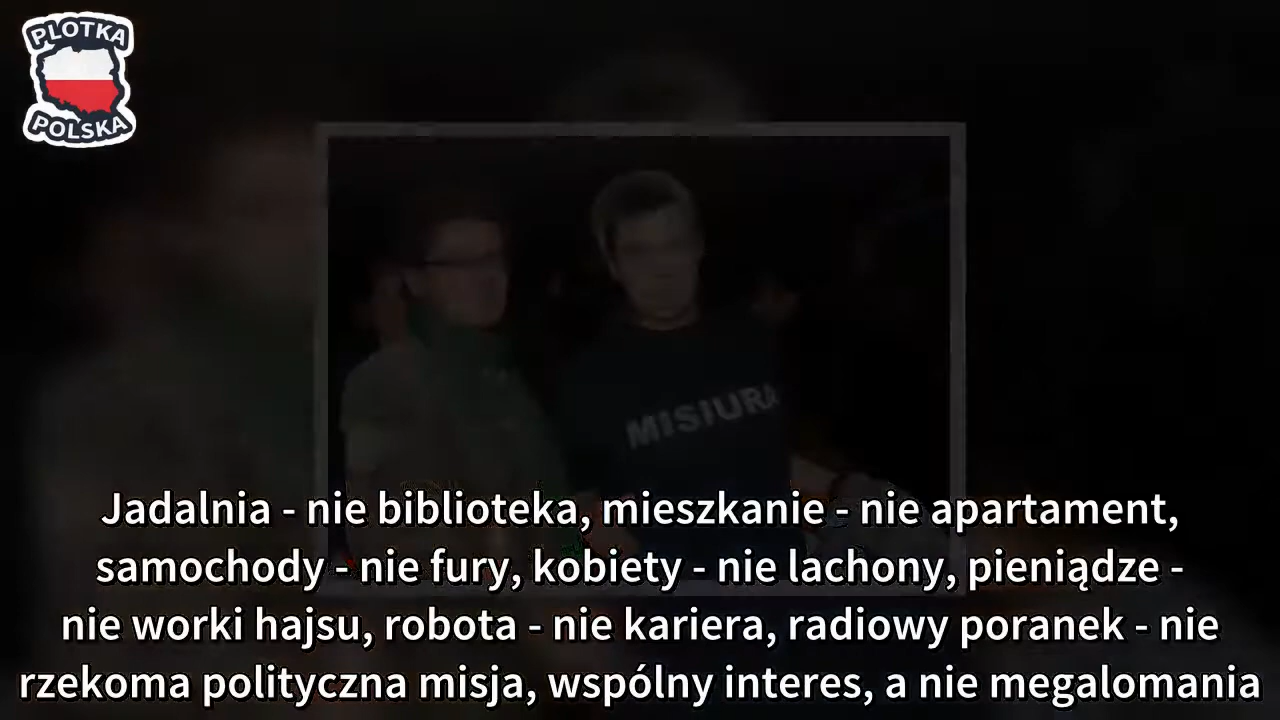 PLOTKA
POLSKA
MISIURA
Jadalnia - nie biblioteka, mieszkanie - nie apartament,
samochody - nie fury, kobiety - nie lachony, pieniądze -
nie worki hajsu, robota - nie kariera, radiowy poranek - nie
rzekoma polityczna misja, wspólny interes, a nie megalomania